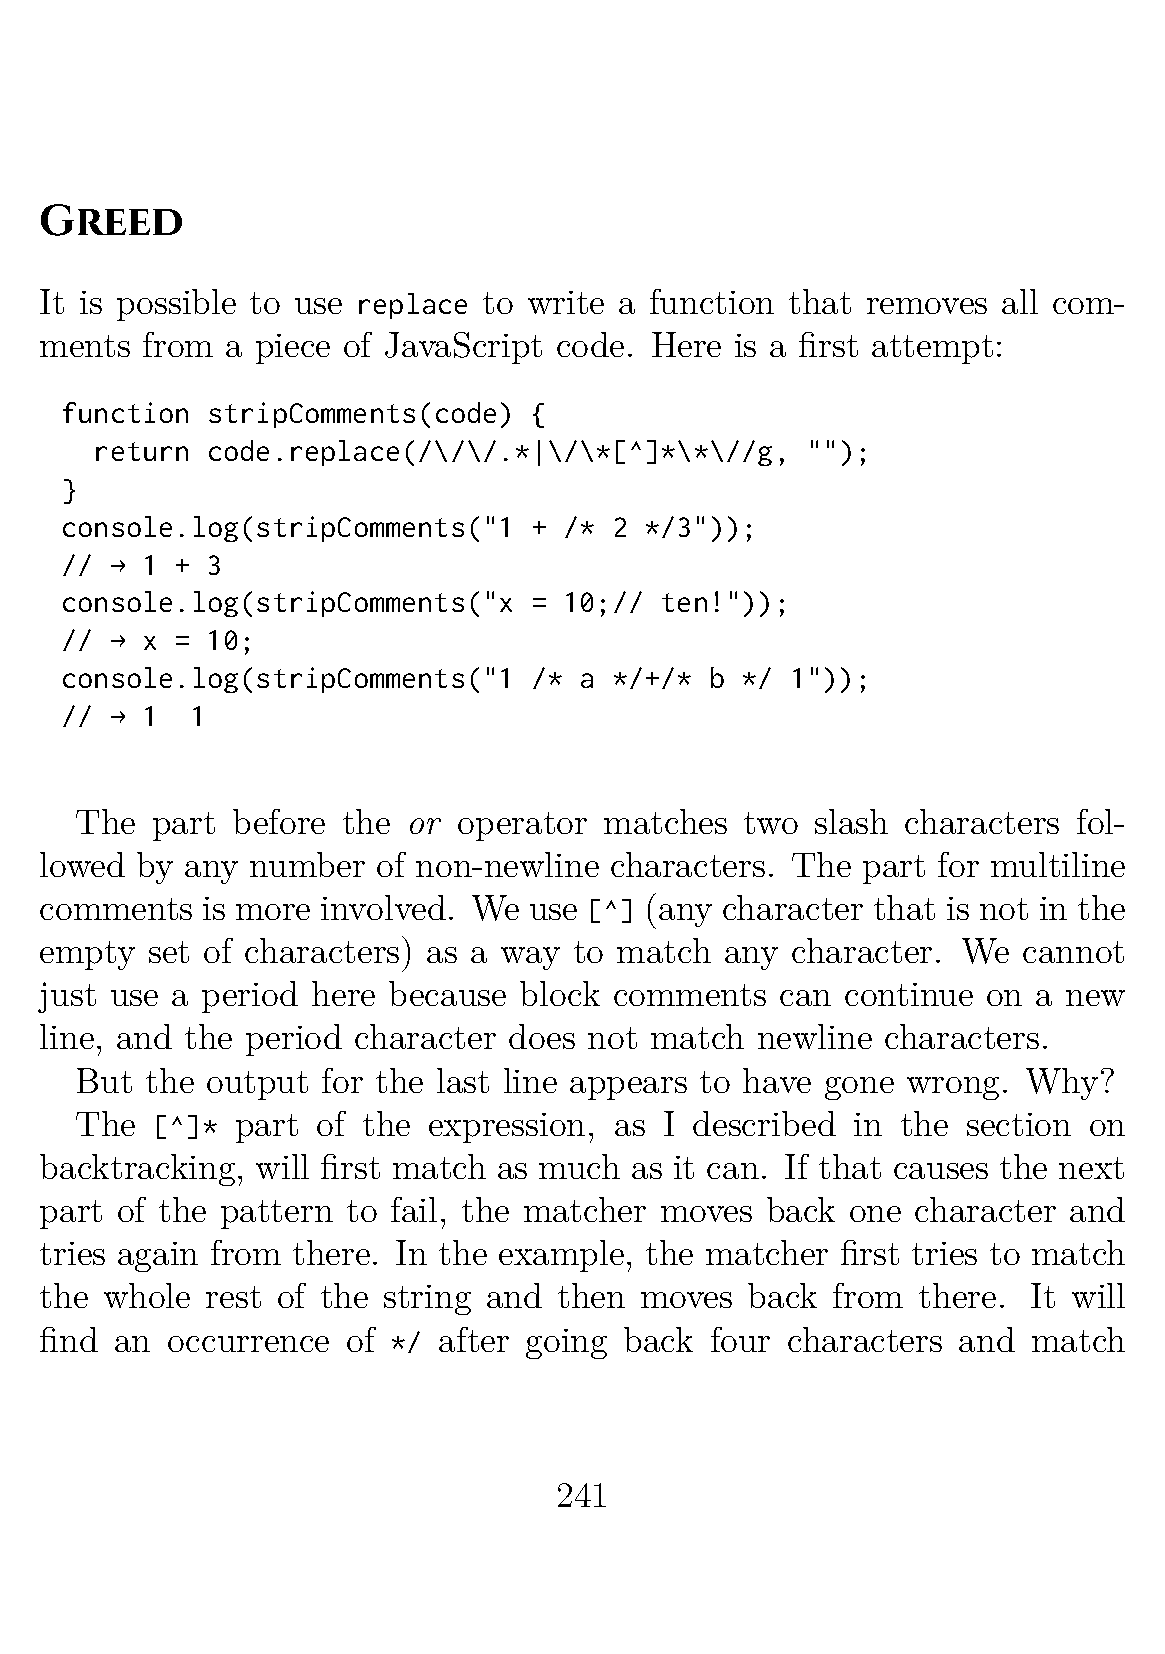 GREED
It is possible to use replace to write a function that removes all com-
ments from a piece of JavaScript code. Here is a first attempt:
function stripComments(code) {
  return code.replace(/\/\/.*|\/\*[^]*\*\//g, "");
}
console.log(stripComments("1 + /* 2 */3"));
// → 1 + 3
console.log(stripComments("x = 10;// ten!"));
// → x = 10;
console.log(stripComments("1 /* a */+/* b */ 1"));
// → 1  1
The part before the or operator matches two slash characters fol-
lowed by any number of non-newline characters. The part for multiline
comments is more involved. We use [^] (any character that is not in the
empty set of characters) as a way to match any character. We cannot
just use a period here because block comments can continue on a new
line, and the period character does not match newline characters.
But the output for the last line appears to have gone wrong. Why?
The [^]* part of the expression, as I described in the section on
backtracking, will first match as much as it can. If that causes the next
part of the pattern to fail, the matcher moves back one character and
tries again from there. In the example, the matcher first tries to match
the whole rest of the string and then moves back from there. It will
find an occurrence of */ after going back four characters and match
241